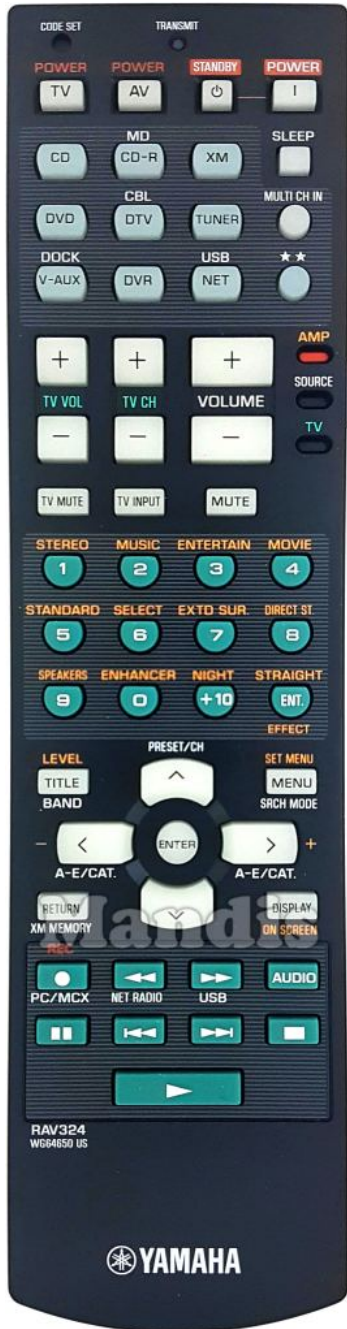 CODE SET TRANSMIT
POWER POWER STANDBY POWER
TV AV I
MD SLEEP
CD CD-R XM
CBL MULTI CH IN
DVD DTV TUNER
DOCK USB ★★
V-AUX DVR NET
AMP
+ + +
SOURCE
TV VOL TV CH VOLUME
TV
− − −
TV MUTE TV INPUT MUTE
STEREO MUSIC ENTERTAIN MOVIE
1 2 3 4
STANDARD SELECT EXTD SUR. DIRECT ST.
5 6 7 8
SPEAKERS ENHANCER NIGHT STRAIGHT
9 0 +10 ENT.
EFFECT
PRESET/CH
LEVEL SET MENU
TITLE MENU
BAND SRCH MODE
− ENTER +
A-E/CAT. A-E/CAT.
RETURN DISPLAY
XM MEMORY ON SCREEN
Mandis
REC
AUDIO
PC/MCX NET RADIO USB
RAV324
WG64650 US
YAMAHA